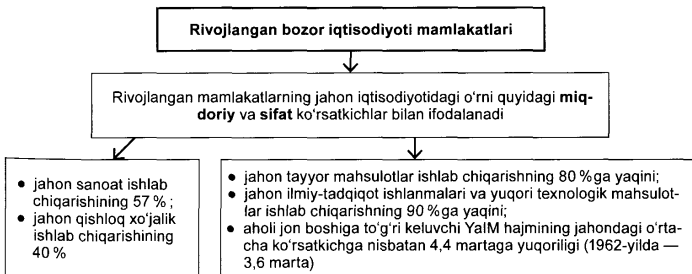 Rivojlangan bozor iqtisodiyoti mamlakatlari
Rivojlangan mamlakatlarning jahon iqtisodiyotidagi o‘rni quyidagi miq-
doriy va sifat ko‘rsatkichlar bilan ifodalanadi
• jahon sanoat ishlab
chiqarishining 57 % ;
• jahon qishloq xo‘jalik
ishlab chiqarishining
40 %
• jahon tayyor mahsulotlar ishlab chiqarishning 80 %ga yaqini;
• jahon ilmiy-tadqiqot ishlanmalari va yuqori texnologik mahsulot-
lar ishlab chiqarishning 90 %ga yaqini;
• aholi jon boshiga to‘g‘ri keluvchi YaIM hajmining jahondagi o‘rta-
cha ko‘rsatkichga nisbatan 4,4 martaga yuqoriligi (1962-yilda —
3,6 marta)